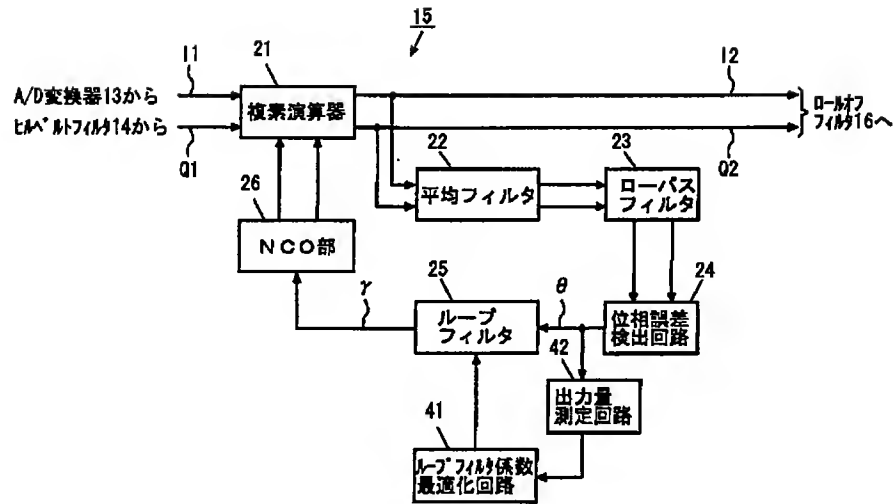 15
I1
21
I2
A/D変換器13から
複素演算器
ロールオフ
フィルタ16へ
ヒルベルトフィルタ14から
Q1
22
23
Q2
26
平均フィルタ
ローパス
フィルタ
NCO部
γ
25
θ
24
ループ
フィルタ
位相誤差
検出回路
42
出力量
測定回路
41
ループフィルタ係数
最適化回路